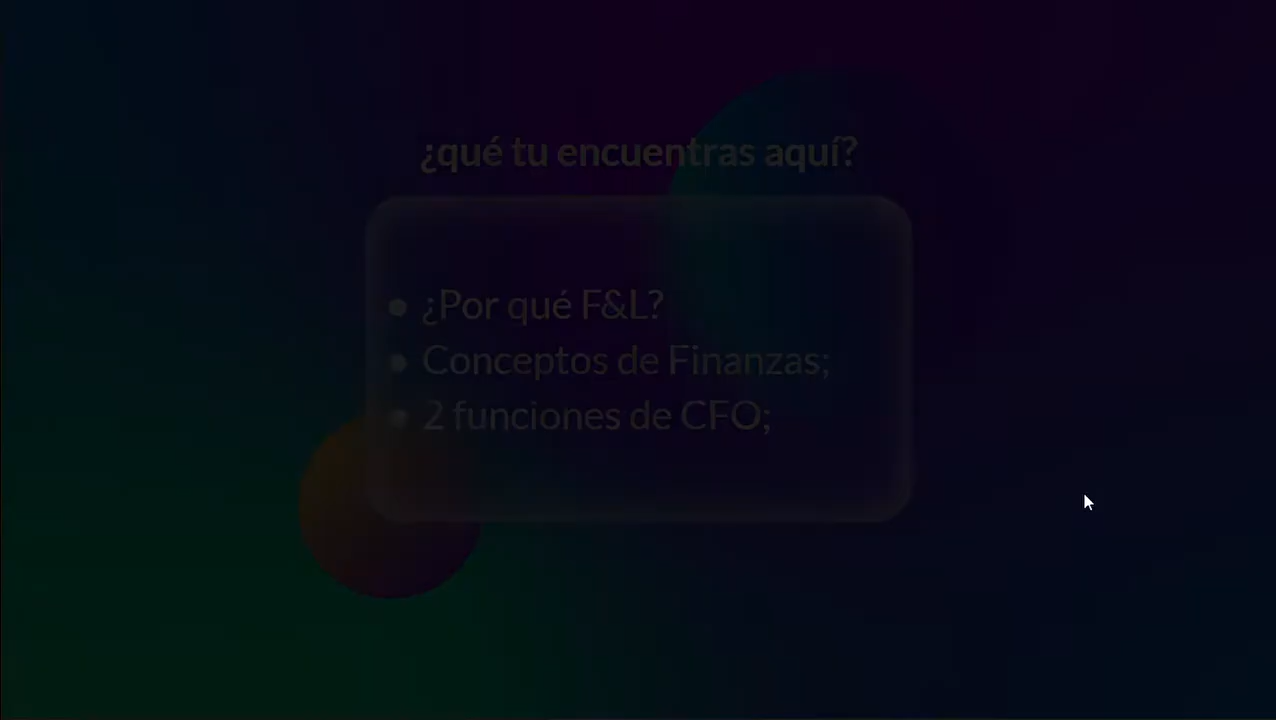 ¿qué tu encuentras aquí?
¿Por qué F&L?
Conceptos de Finanzas;
2 funciones de CFO;